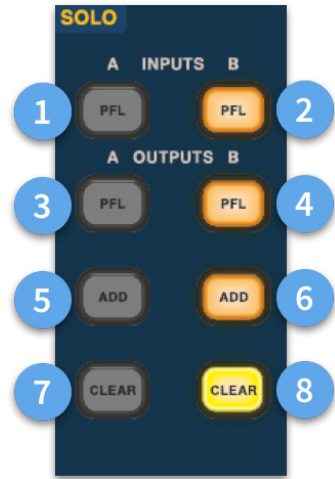 SOLO
A INPUTS B
1 PFL PFL 2
A OUTPUTS B
3 PFL PFL 4
5 ADD ADD 6
7 CLEAR CLEAR 8